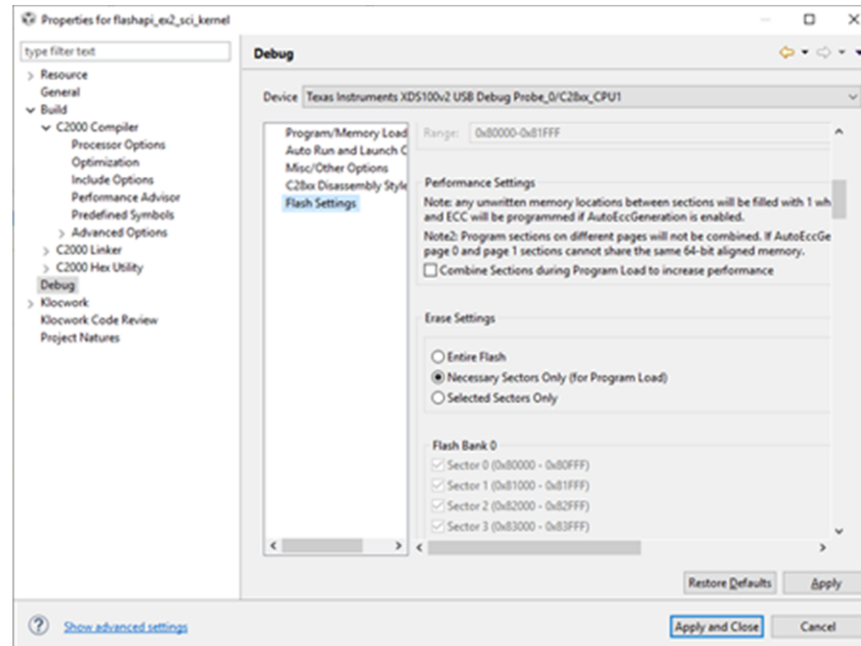 Properties for flashapi_ex2_sci_kernel
type filter text
Resource
General
Build
C2000 Compiler
Processor Options
Optimization
Include Options
Performance Advisor
Predefined Symbols
Advanced Options
C2000 Linker
C2000 Hex Utility
Debug
Klocwork
Klocwork Code Review
Project Natures
Debug
Device Texas Instruments XDS100v2 USB Debug Probe_0/C28xx_CPU1
Program/Memory Load
Auto Run and Launch C
Misc/Other Options
C28xx Disassembly Style
Flash Settings
Range: 0x80000-0x81FFF
Performance Settings
Note: any unwritten memory locations between sections will be filled with 1 wh
and ECC will be programmed if AutoEccGeneration is enabled.
Note2: Program sections on different pages will not be combined. If AutoEccGe
page 0 and page 1 sections cannot share the same 64-bit aligned memory.
Combine Sections during Program Load to increase performance
Erase Settings
Entire Flash
Necessary Sectors Only (for Program Load)
Selected Sectors Only
Flash Bank 0
Sector 0 (0x80000 - 0x80FFF)
Sector 1 (0x81000 - 0x81FFF)
Sector 2 (0x82000 - 0x82FFF)
Sector 3 (0x83000 - 0x83FFF)
Restore Defaults Apply
Show advanced settings
Apply and Close Cancel